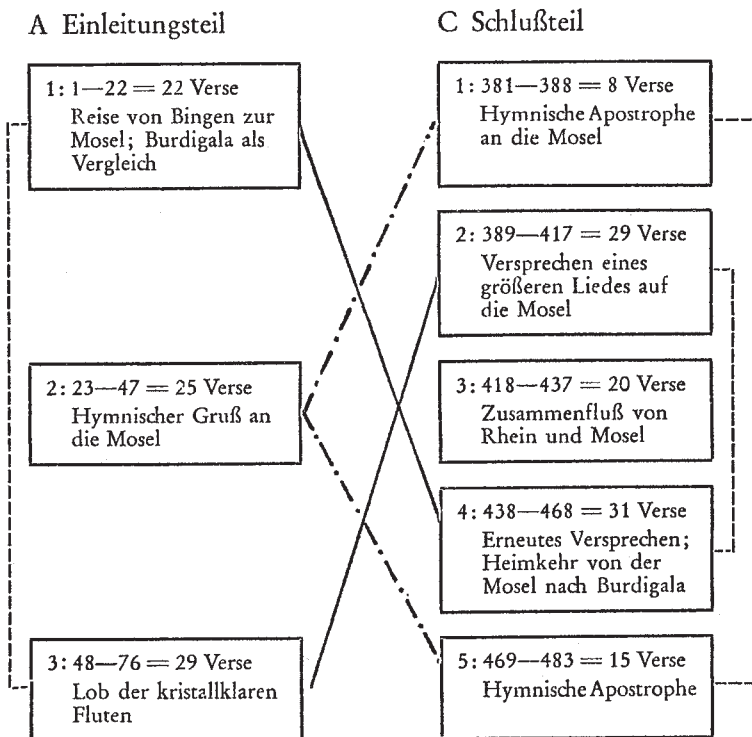 A Einleitungsteil
1: 1—22 = 22 Verse
Reise von Bingen zur
Mosel; Burdigala als
Vergleich
2: 23—47 = 25 Verse
Hymnischer Gruß an
die Mosel
3: 48—76 = 29 Verse
Lob der kristallklaren
Fluten
C Schlußteil
1: 381—388 = 8 Verse
Hymnische Apostrophe
an die Mosel
2: 389—417 = 29 Verse
Versprechen eines
größeren Liedes auf
die Mosel
3: 418—437 = 20 Verse
Zusammenfluß von
Rhein und Mosel
4: 438—468 = 31 Verse
Erneutes Versprechen;
Heimkehr von der
Mosel nach Burdigala
5: 469—483 = 15 Verse
Hymnische Apostrophe